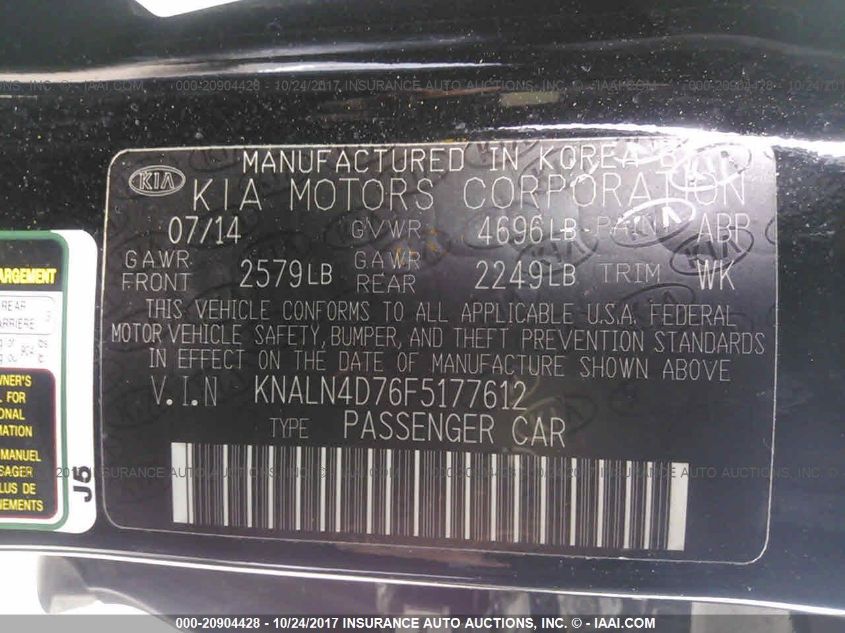 MANUFACTURED IN KOREA BY
KIA KIA MOTORS CORPORATION
07/14 GVWR 4696LB PAINT ABP
GAWR FRONT 2579LB GAWR REAR 2249LB TRIM WK
THIS VEHICLE CONFORMS TO ALL APPLICABLE U.S.A. FEDERAL
MOTOR VEHICLE SAFETY, BUMPER, AND THEFT PREVENTION STANDARDS
IN EFFECT ON THE DATE OF MANUFACTURE SHOWN ABOVE
V.I.N KNALN4D76F5177612
TYPE PASSENGER CAR
ARGEMENT
REAR
ARRIERE
WNER'S
FOR
ONAL
MATION
MANUEL
SAGER
LUS DE
NEMENTS
J5
000-20904428 - 10/24/2017 INSURANCE AUTO AUCTIONS, INC. - © IAAI.COM